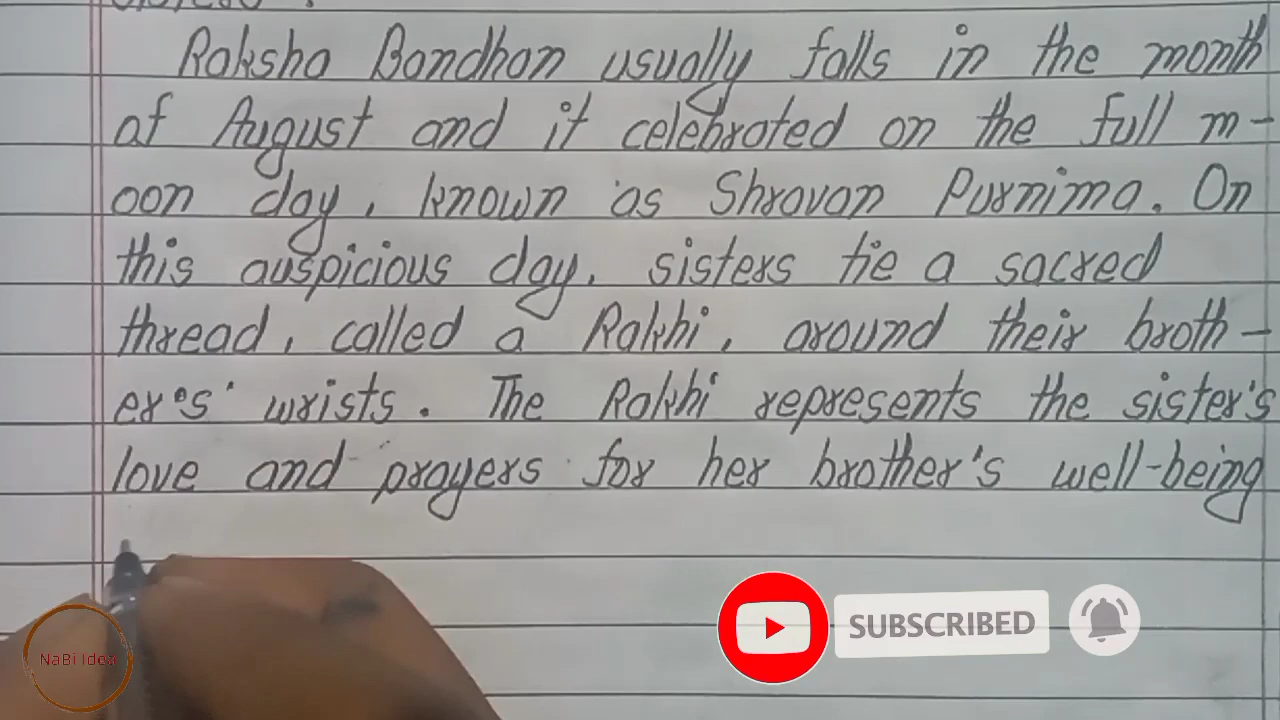 Raksha Bandhan usually falls in the month
of August and it celebrated on the full m-
oon day, known as Shravan Purnima. On
this auspicious day, sisters tie a sacred
thread, called a Rakhi, around their broth-
er's' wrists. The Rakhi represents the sister's
love and prayers for her brother's well-being
SUBSCRIBED
NaBi Idea